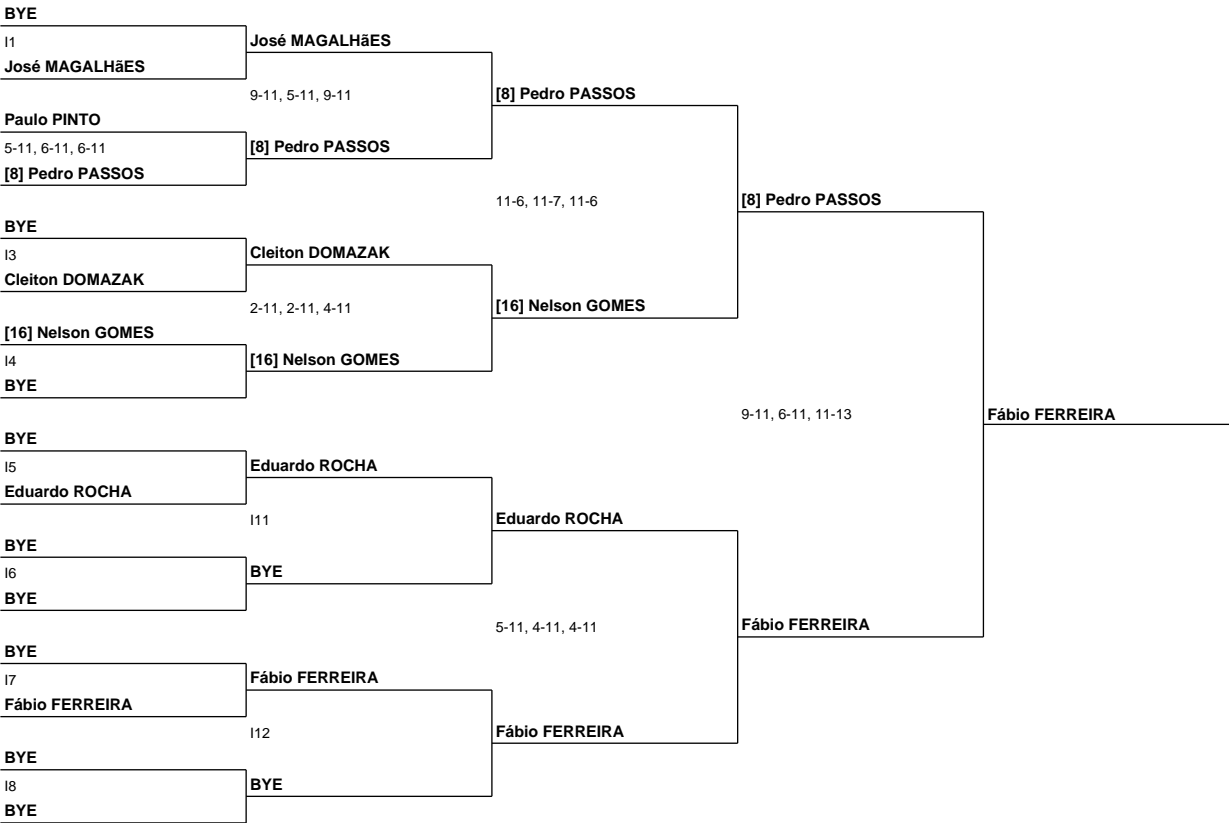 BYE
I1
José MAGALHãES
José MAGALHãES
9-11, 5-11, 9-11
[8] Pedro PASSOS
Paulo PINTO
5-11, 6-11, 6-11
[8] Pedro PASSOS
[8] Pedro PASSOS
11-6, 11-7, 11-6
[8] Pedro PASSOS
BYE
I3
Cleiton DOMAZAK
Cleiton DOMAZAK
2-11, 2-11, 4-11
[16] Nelson GOMES
[16] Nelson GOMES
I4
BYE
[16] Nelson GOMES
9-11, 6-11, 11-13
Fábio FERREIRA
BYE
I5
Eduardo ROCHA
Eduardo ROCHA
I11
Eduardo ROCHA
BYE
I6
BYE
BYE
5-11, 4-11, 4-11
Fábio FERREIRA
BYE
I7
Fábio FERREIRA
Fábio FERREIRA
I12
Fábio FERREIRA
BYE
I8
BYE
BYE